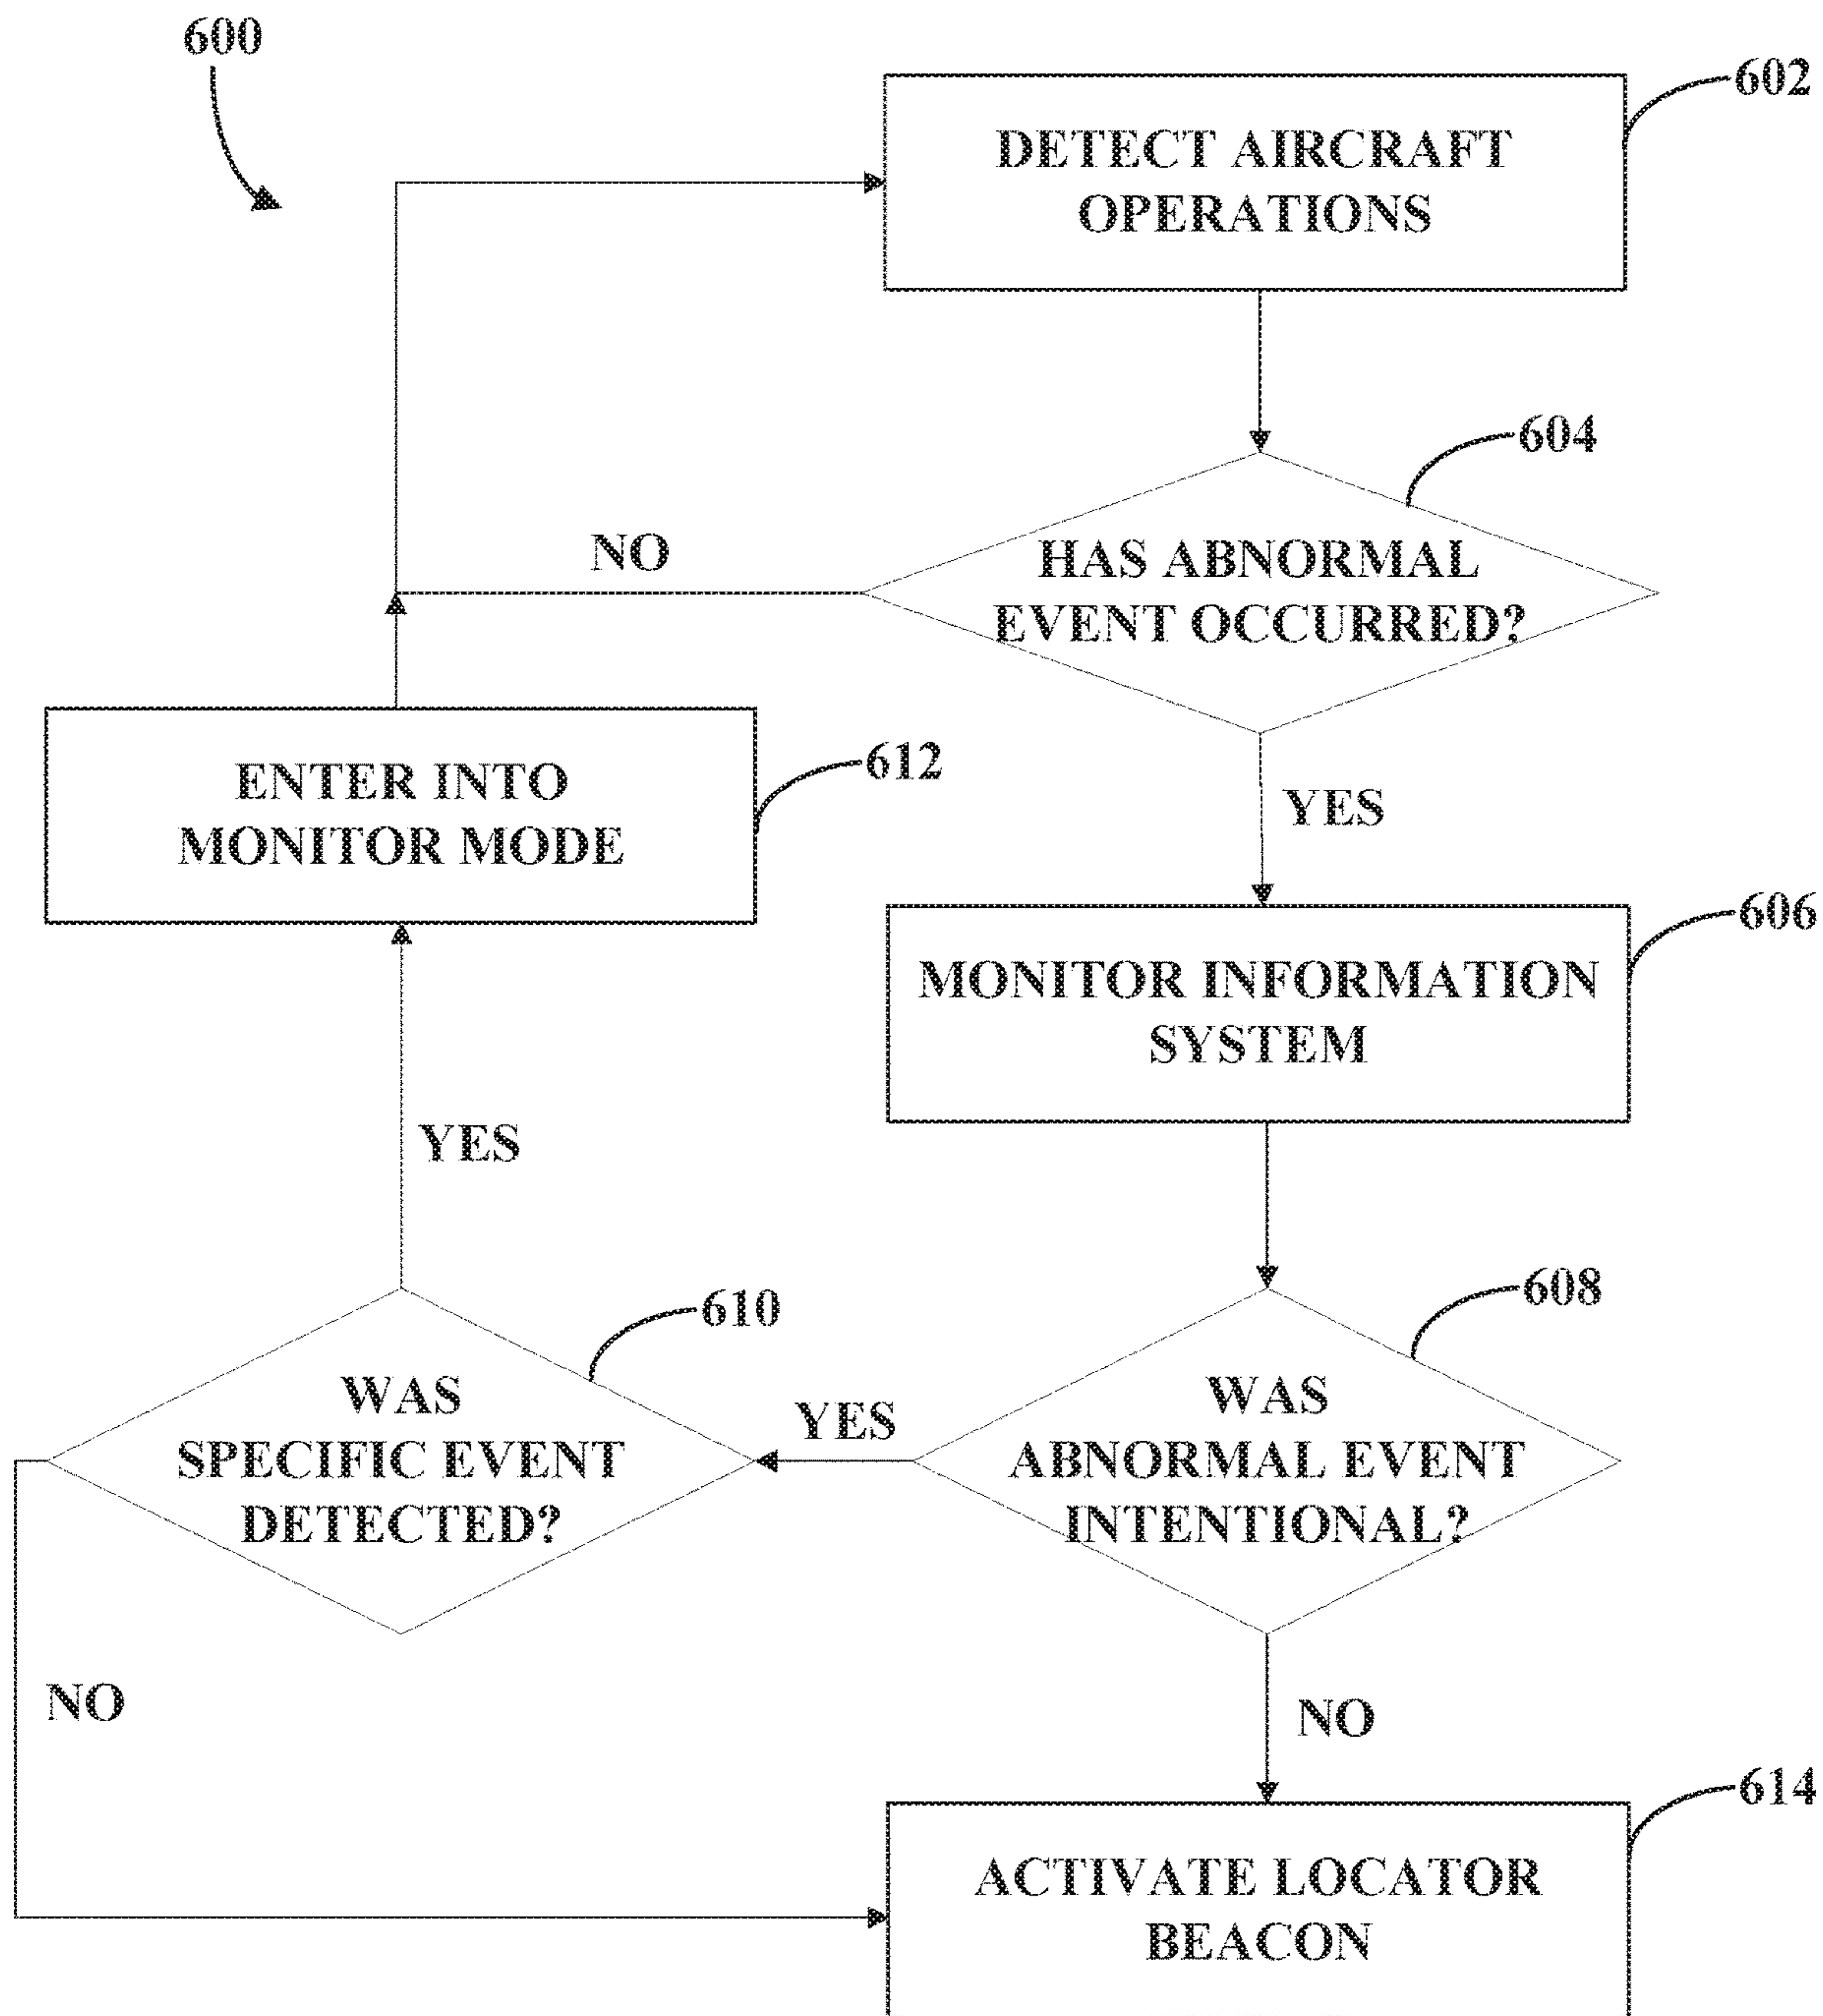 600
602
DETECT AIRCRAFT
OPERATIONS
604
NO
HAS ABNORMAL
EVENT OCCURRED?
612
ENTER INTO
MONITOR MODE
YES
606
MONITOR INFORMATION
SYSTEM
YES
608
610
WAS
SPECIFIC EVENT
DETECTED?
YES
WAS
ABNORMAL EVENT
INTENTIONAL?
NO
NO
614
ACTIVATE LOCATOR
BEACON